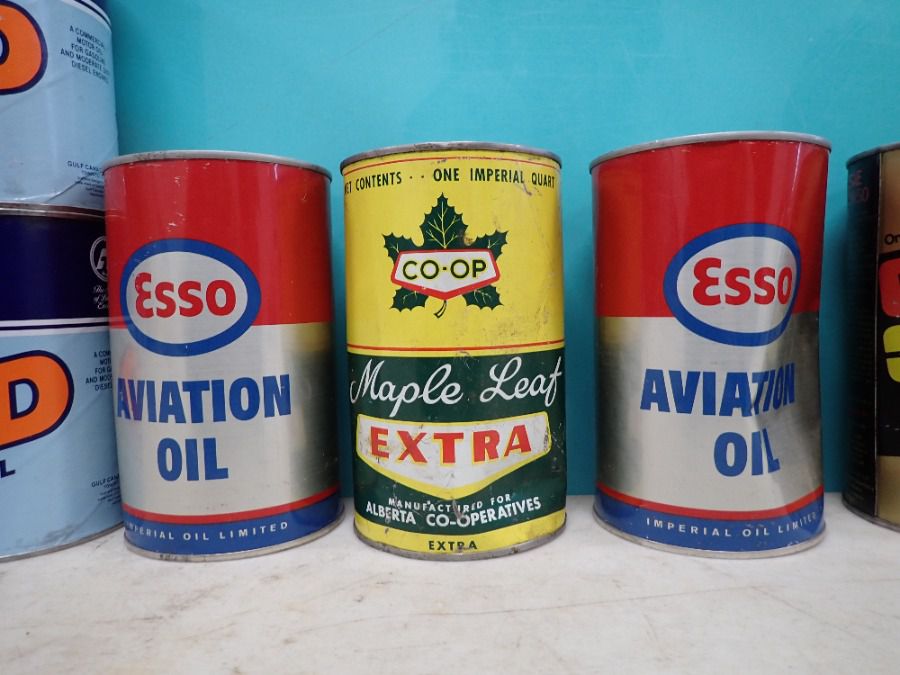 D
A COMMERCIAL
MOTOR OIL
FOR GASOLINE
AND MODERATE DUTY
DIESEL ENGINES
GULF CANADA
D
L
Esso
AVIATION
OIL
IMPERIAL OIL LIMITED
NET CONTENTS · · ONE IMPERIAL QUART
CO-OP
Maple Leaf
EXTRA
MANUFACTURED FOR
ALBERTA CO-OPERATIVES
EXTRA
Esso
AVIATION
OIL
IMPERIAL OIL LIMITED